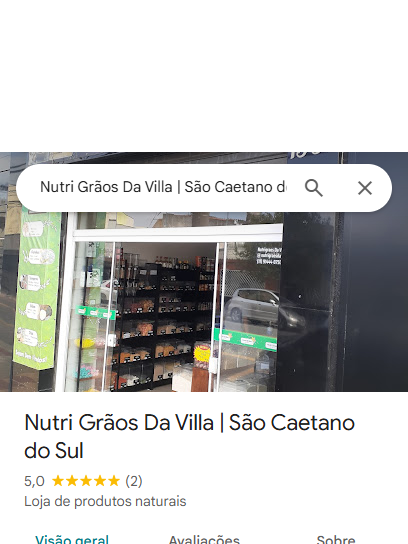 Nutri Grãos Da Villa | São Caetano d
Nutri Grãos Da Villa | São Caetano
do Sul
5,0 (2)
Loja de produtos naturais
Visão geral
Avaliações
Sobre